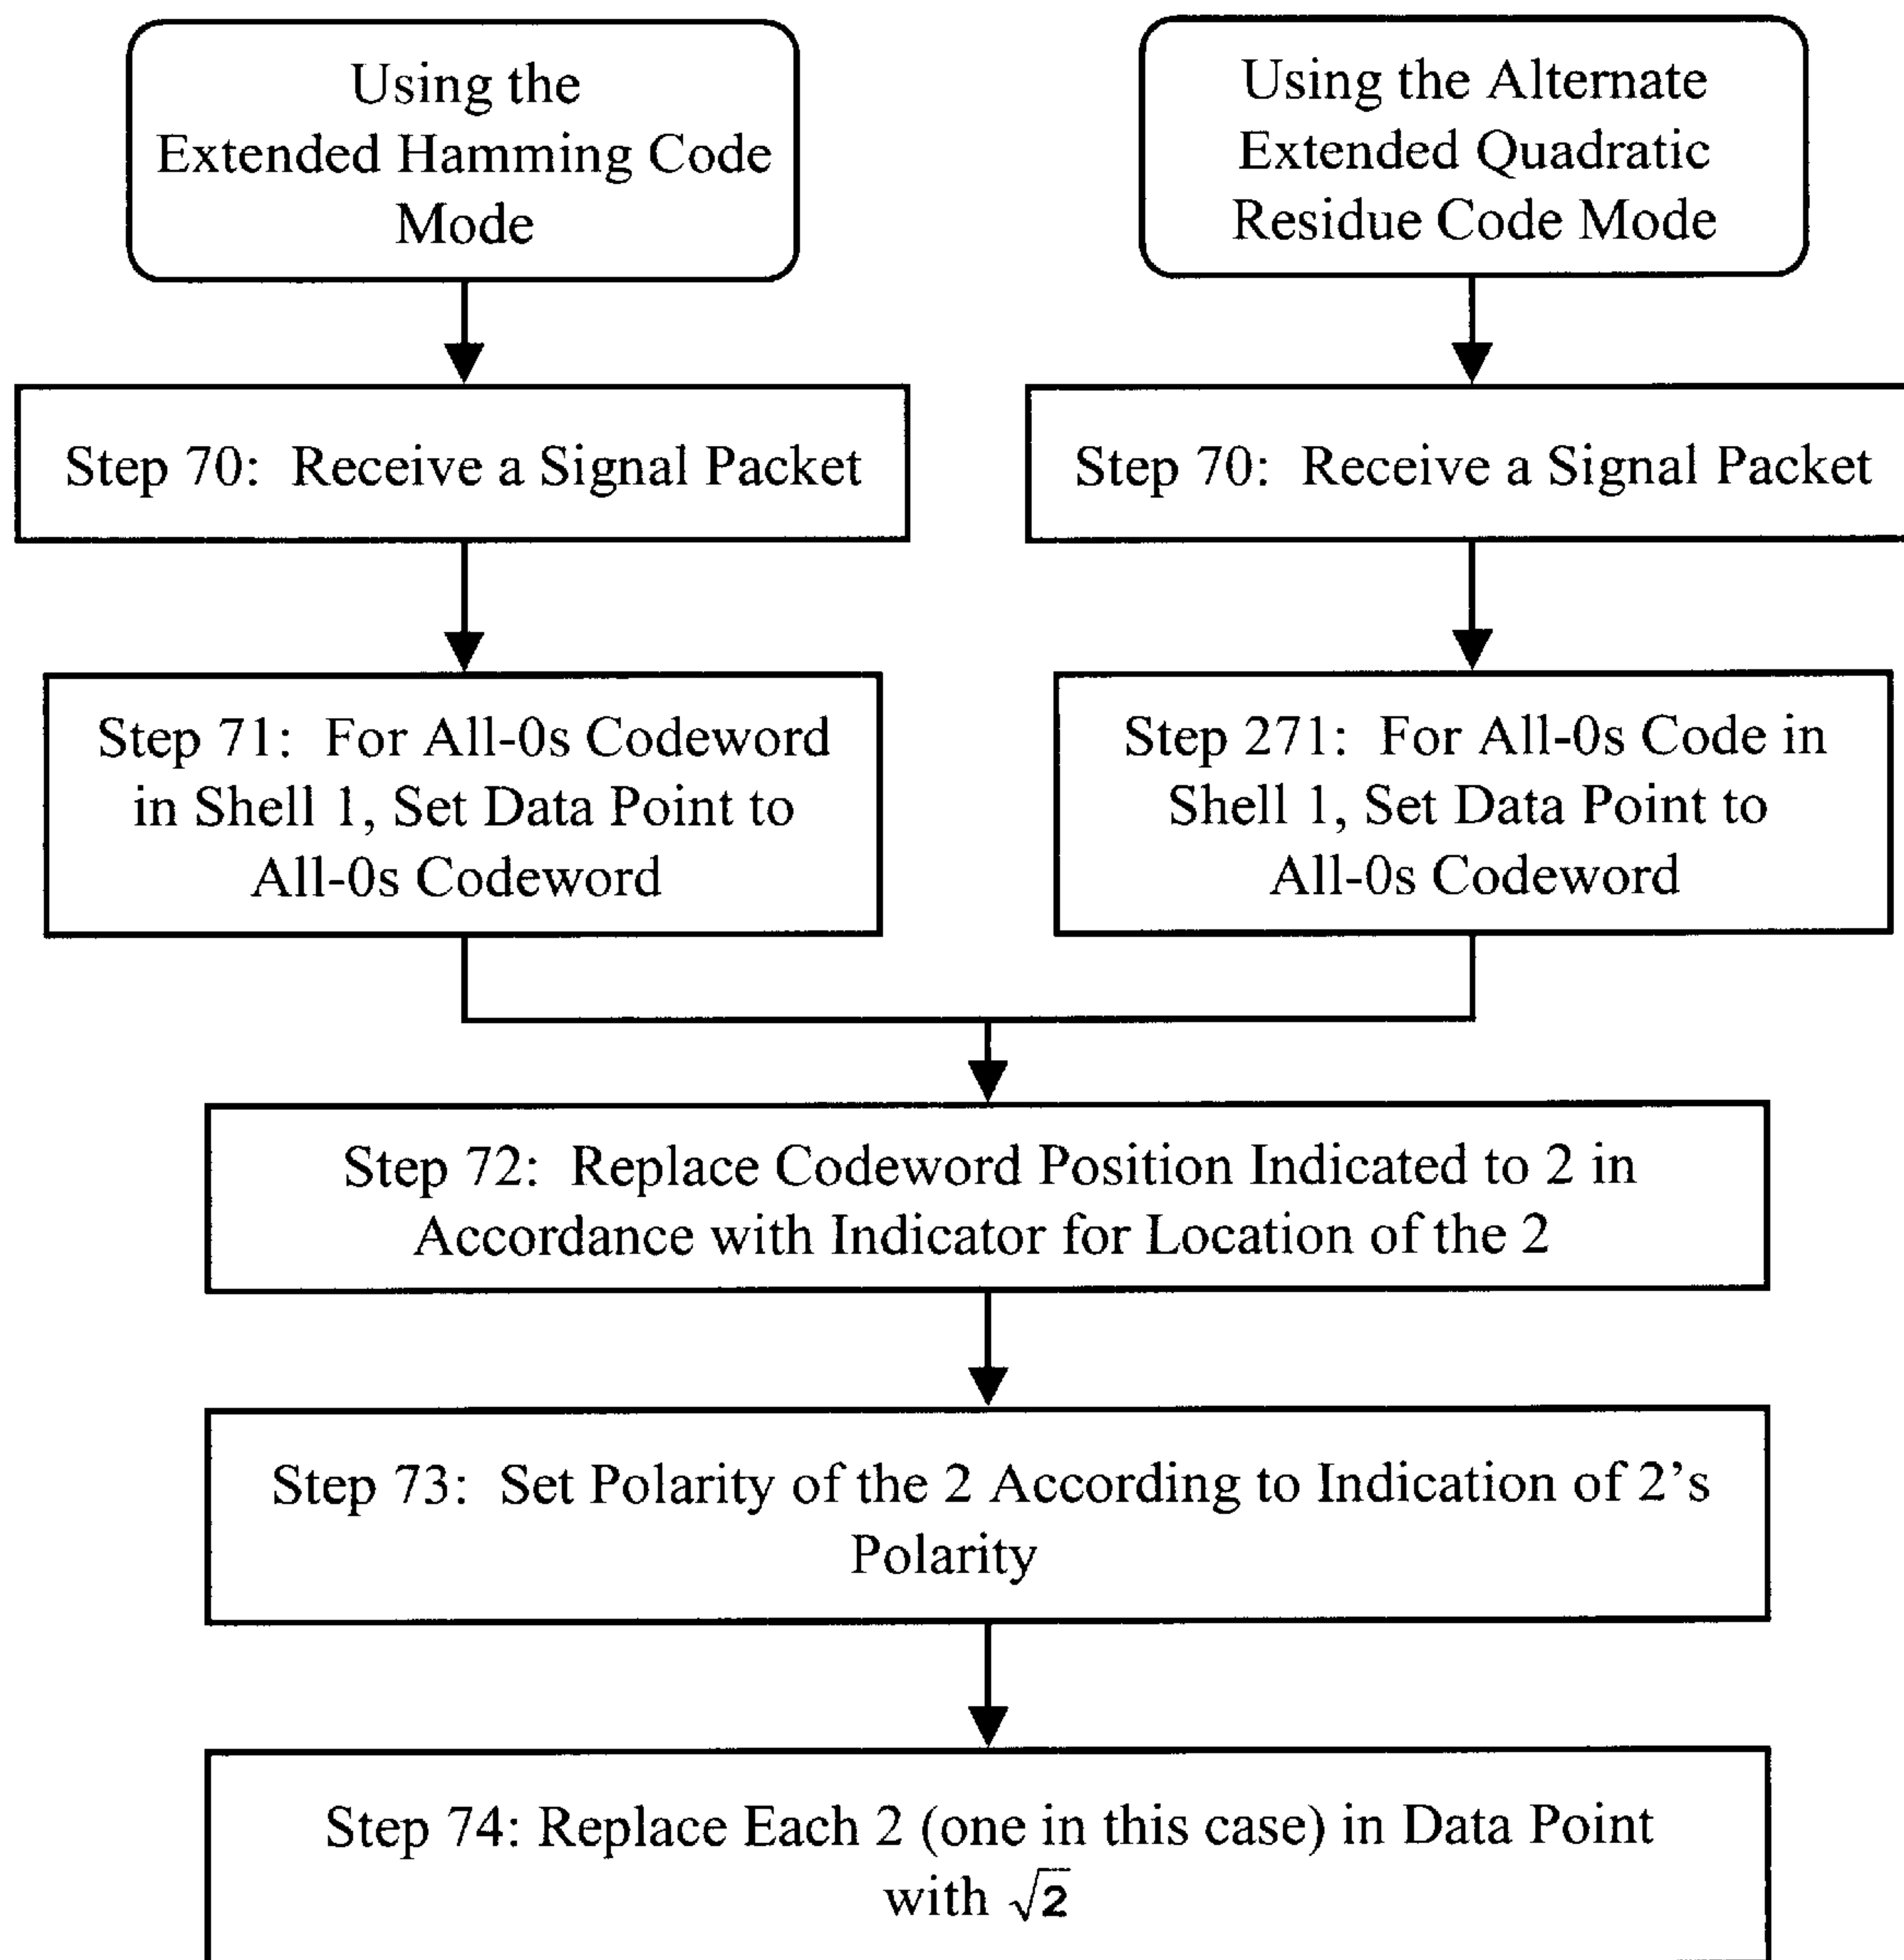 Using the
Extended Hamming Code
Mode
Using the Alternate
Extended Quadratic
Residue Code Mode
Step 70: Receive a Signal Packet
Step 70: Receive a Signal Packet
Step 71: For All-0s Codeword
in Shell 1, Set Data Point to
All-0s Codeword
Step 271: For All-0s Code in
Shell 1, Set Data Point to
All-0s Codeword
Step 72: Replace Codeword Position Indicated to 2 in
Accordance with Indicator for Location of the 2
Step 73: Set Polarity of the 2 According to Indication of 2’s
Polarity
Step 74: Replace Each 2 (one in this case) in Data Point
with √2